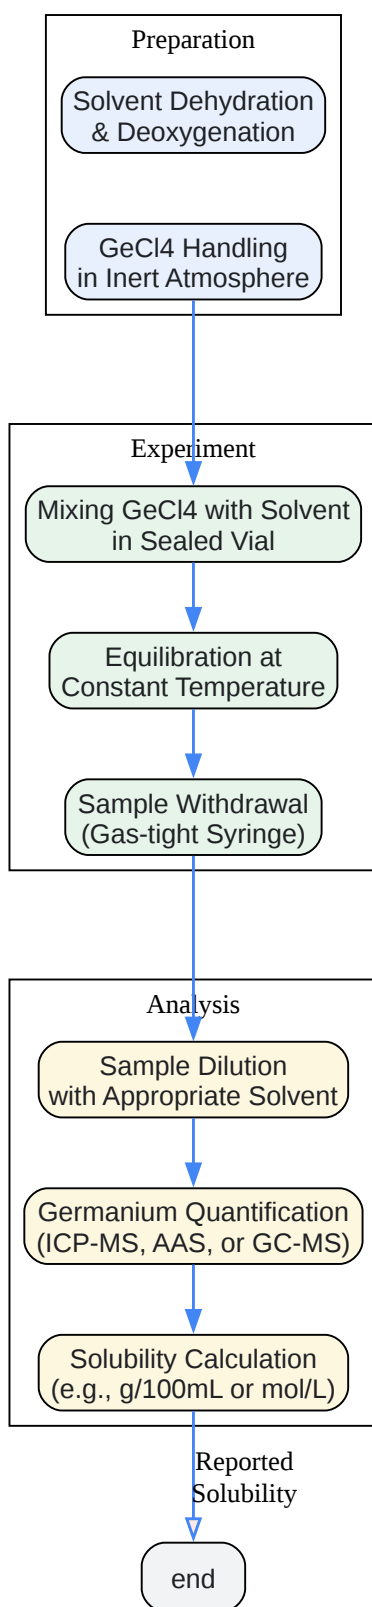 Preparation
Solvent Dehydration
& Deoxygenation
GeCl4 Handling
in Inert Atmosphere
Experiment
Mixing GeCl4 with Solvent
in Sealed Vial
Equilibration at
Constant Temperature
Sample Withdrawal
(Gas-tight Syringe)
Analysis
Sample Dilution
with Appropriate Solvent
Germanium Quantification
(ICP-MS, AAS, or GC-MS)
Solubility Calculation
(e.g., g/100mL or mol/L)
Reported
Solubility
end